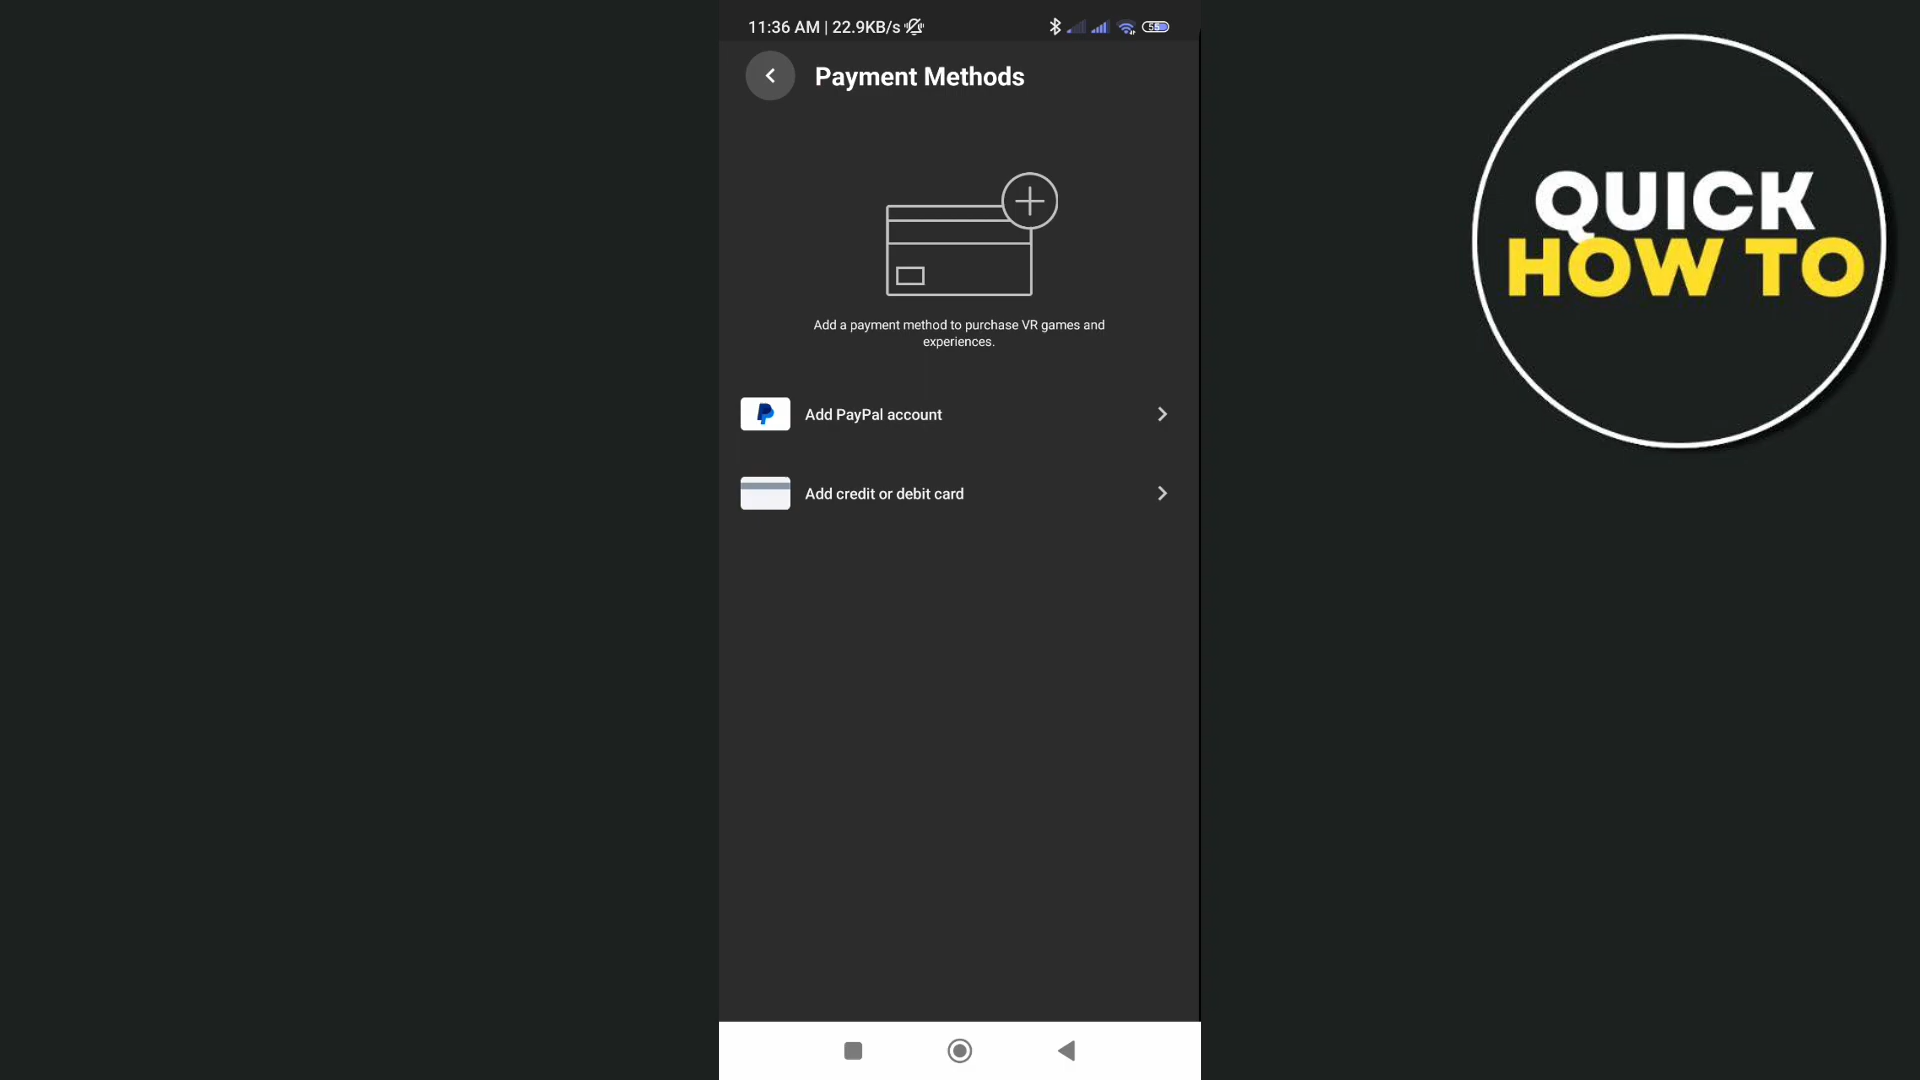 11:36 AM | 22.9KB/s
55
Payment Methods
Add a payment method to purchase VR games and
experiences.
Add PayPal account
Add credit or debit card
QUICK
HOW TO